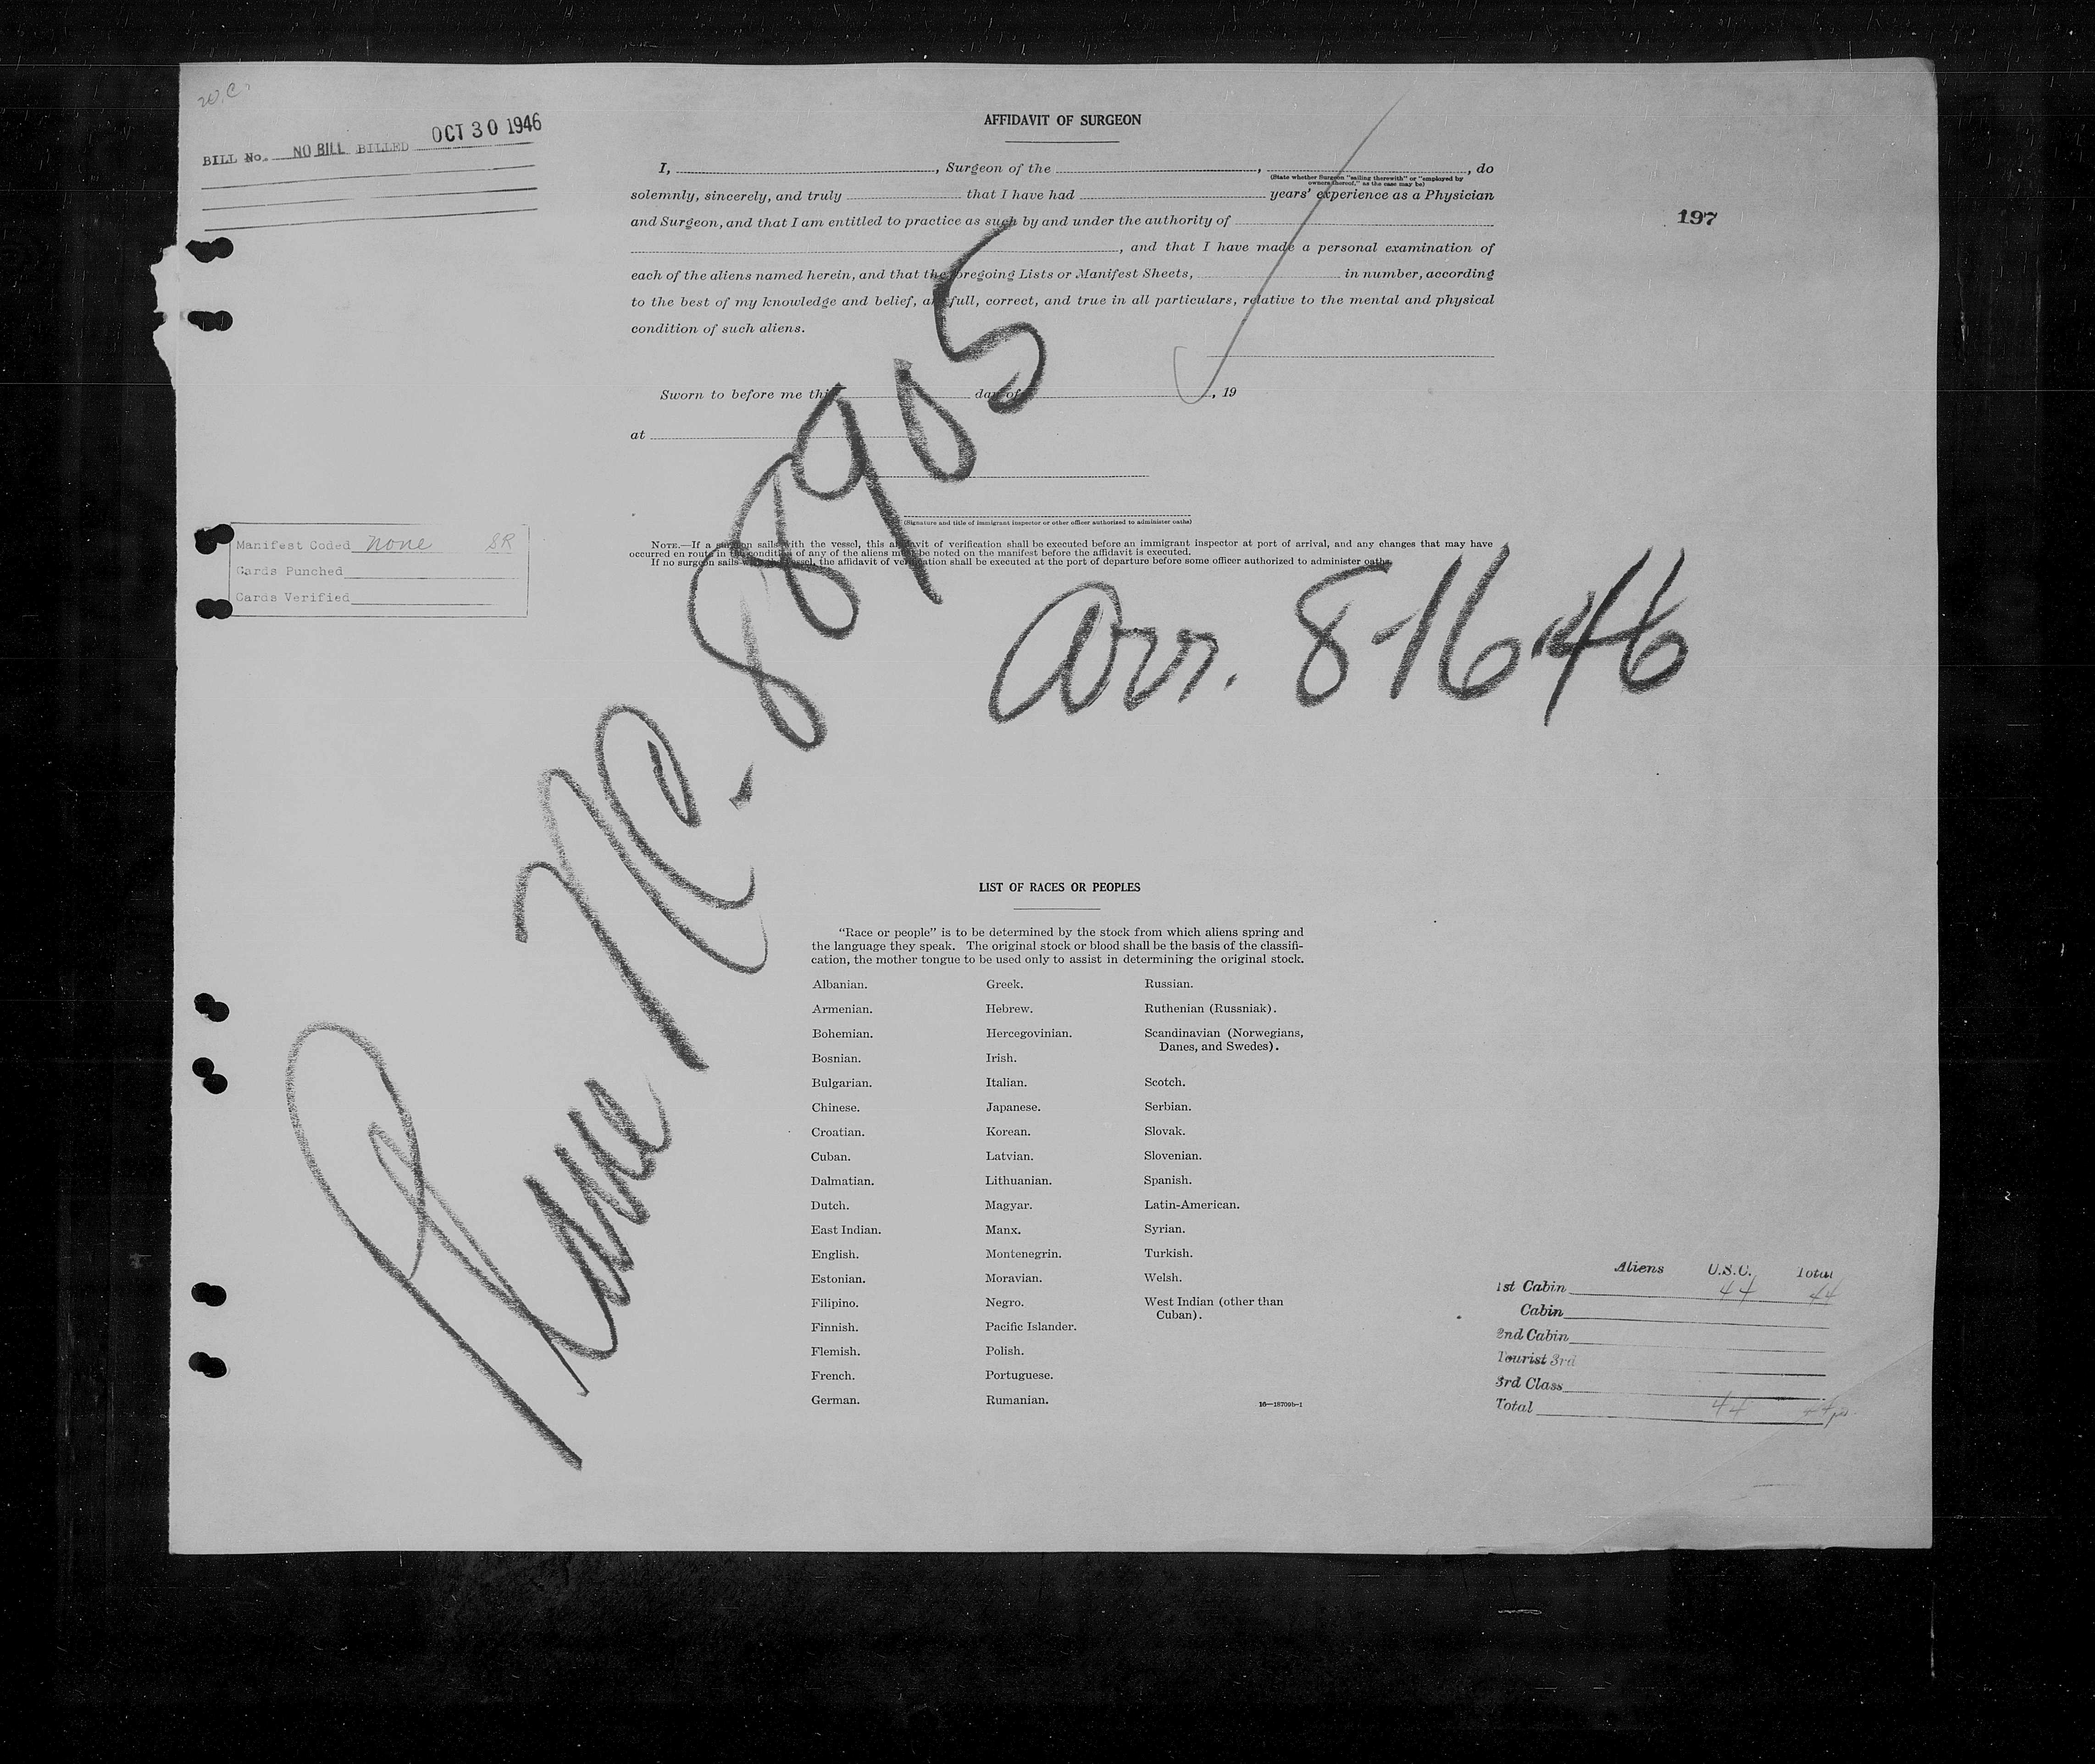 w.c.
BILL No. NO BILL BILLED OCT 30 1946
AFFIDAVIT OF SURGEON
197
I, , Surgeon of the , , do
(State whether Surgeon "sailing therewith" or "employed by
owners thereof," as the case may be)
solemnly, sincerely, and truly that I have had years' experience as a Physician
and Surgeon, and that I am entitled to practice as such by and under the authority of
, and that I have made a personal examination of
each of the aliens named herein, and that the foregoing Lists or Manifest Sheets, in number, according
to the best of my knowledge and belief, are full, correct, and true in all particulars, relative to the mental and physical
condition of such aliens.
Sworn to before me this day of , 19
at
(Signature and title of immigrant inspector or other officer authorized to administer oaths)
NOTE.—If a surgeon sails with the vessel, this affidavit of verification shall be executed before an immigrant inspector at port of arrival, and any changes that may have
occurred en route in the condition of any of the aliens must be noted on the manifest before the affidavit is executed.
If no surgeon sails with the vessel, the affidavit of verification shall be executed at the port of departure before some officer authorized to administer oaths.
Manifest Coded none SR
Cards Punched
Cards Verified
Plane NC-88905
arr. 8-16-46
LIST OF RACES OR PEOPLES
"Race or people" is to be determined by the stock from which aliens spring and
the language they speak. The original stock or blood shall be the basis of the classifi-
cation, the mother tongue to be used only to assist in determining the original stock.
Albanian.
Armenian.
Bohemian.
Bosnian.
Bulgarian.
Chinese.
Croatian.
Cuban.
Dalmatian.
Dutch.
East Indian.
English.
Estonian.
Filipino.
Finnish.
Flemish.
French.
German.
Greek.
Hebrew.
Hercegovinian.
Irish.
Italian.
Japanese.
Korean.
Latvian.
Lithuanian.
Magyar.
Manx.
Montenegrin.
Moravian.
Negro.
Pacific Islander.
Polish.
Portuguese.
Rumanian.
Russian.
Ruthenian (Russniak).
Scandinavian (Norwegians,
Danes, and Swedes).
Scotch.
Serbian.
Slovak.
Slovenian.
Spanish.
Latin-American.
Syrian.
Turkish.
Welsh.
West Indian (other than
Cuban).
16—18709b-1
Aliens U.S.C. Total
1st Cabin 44 44
Cabin
2nd Cabin
Tourist 3rd
3rd Class
Total 44 44